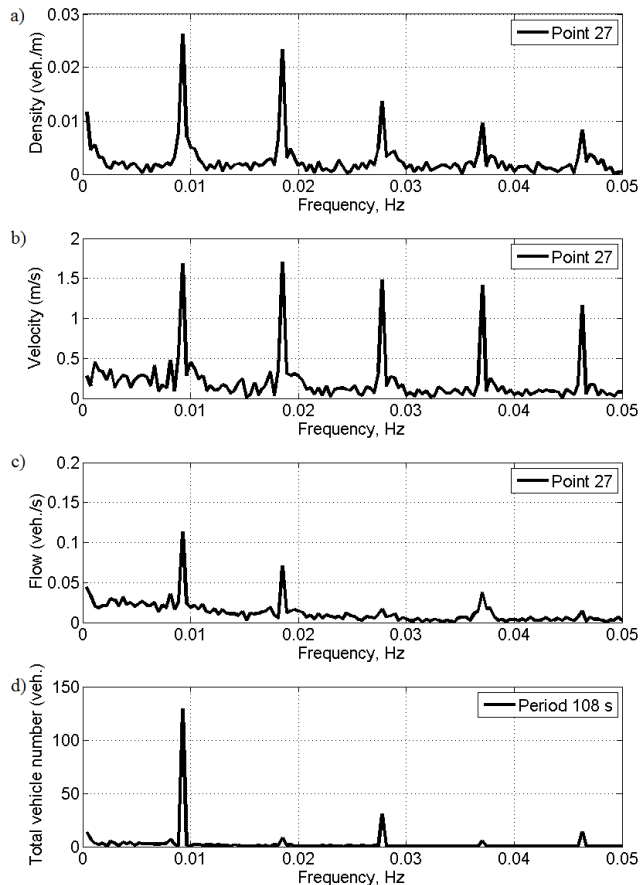 a)
Density (veh./m)
0.03
0.02
0.01
0
Point 27
0 0.01 0.02 0.03 0.04 0.05
Frequency, Hz
b)
Velocity (m/s)
2
1.5
1
0.5
0
Point 27
0 0.01 0.02 0.03 0.04 0.05
Frequency, Hz
c)
Flow (veh./s)
0.2
0.15
0.1
0.05
0
Point 27
0 0.01 0.02 0.03 0.04 0.05
Frequency, Hz
d)
Total vehicle number (veh.)
150
100
50
0
Period 108 s
0 0.01 0.02 0.03 0.04 0.05
Frequency, Hz